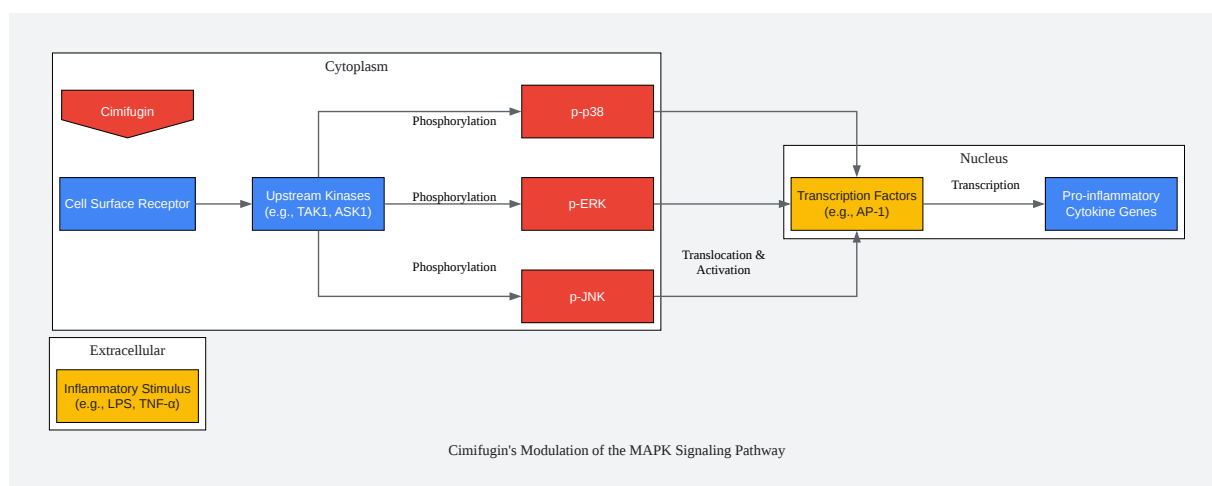 Cytoplasm
Cimifugin
Cell Surface Receptor
Upstream Kinases
(e.g., TAK1, ASK1)
Phosphorylation
p-p38
Phosphorylation
p-ERK
Phosphorylation
p-JNK
Translocation &
Activation
Nucleus
Transcription Factors
(e.g., AP-1)
Transcription
Pro-inflammatory
Cytokine Genes
Extracellular
Inflammatory Stimulus
(e.g., LPS, TNF-α)
Cimifugin's Modulation of the MAPK Signaling Pathway